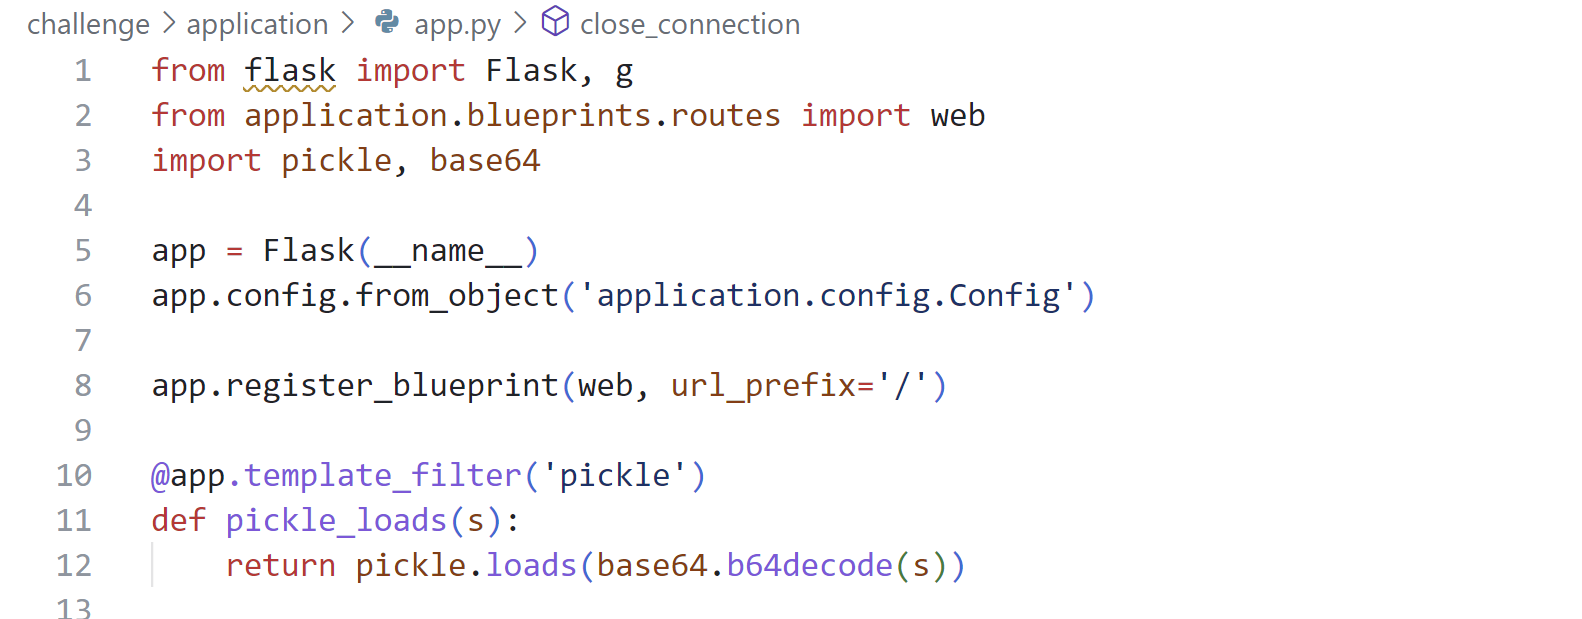 challenge > application > app.py > close_connection
1 from flask import Flask, g
2 from application.blueprints.routes import web
3 import pickle, base64
4
5 app = Flask(__name__)
6 app.config.from_object('application.config.Config')
7
8 app.register_blueprint(web, url_prefix='/')
9
10 @app.template_filter('pickle')
11 def pickle_loads(s):
12     return pickle.loads(base64.b64decode(s))
13